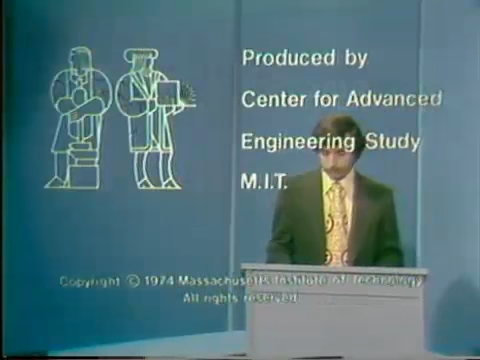 Produced by
Center for Advanced
Engineering Study
M.I.T.
Copyright © 1974 Massachusetts Institute of Technology
All rights reserved